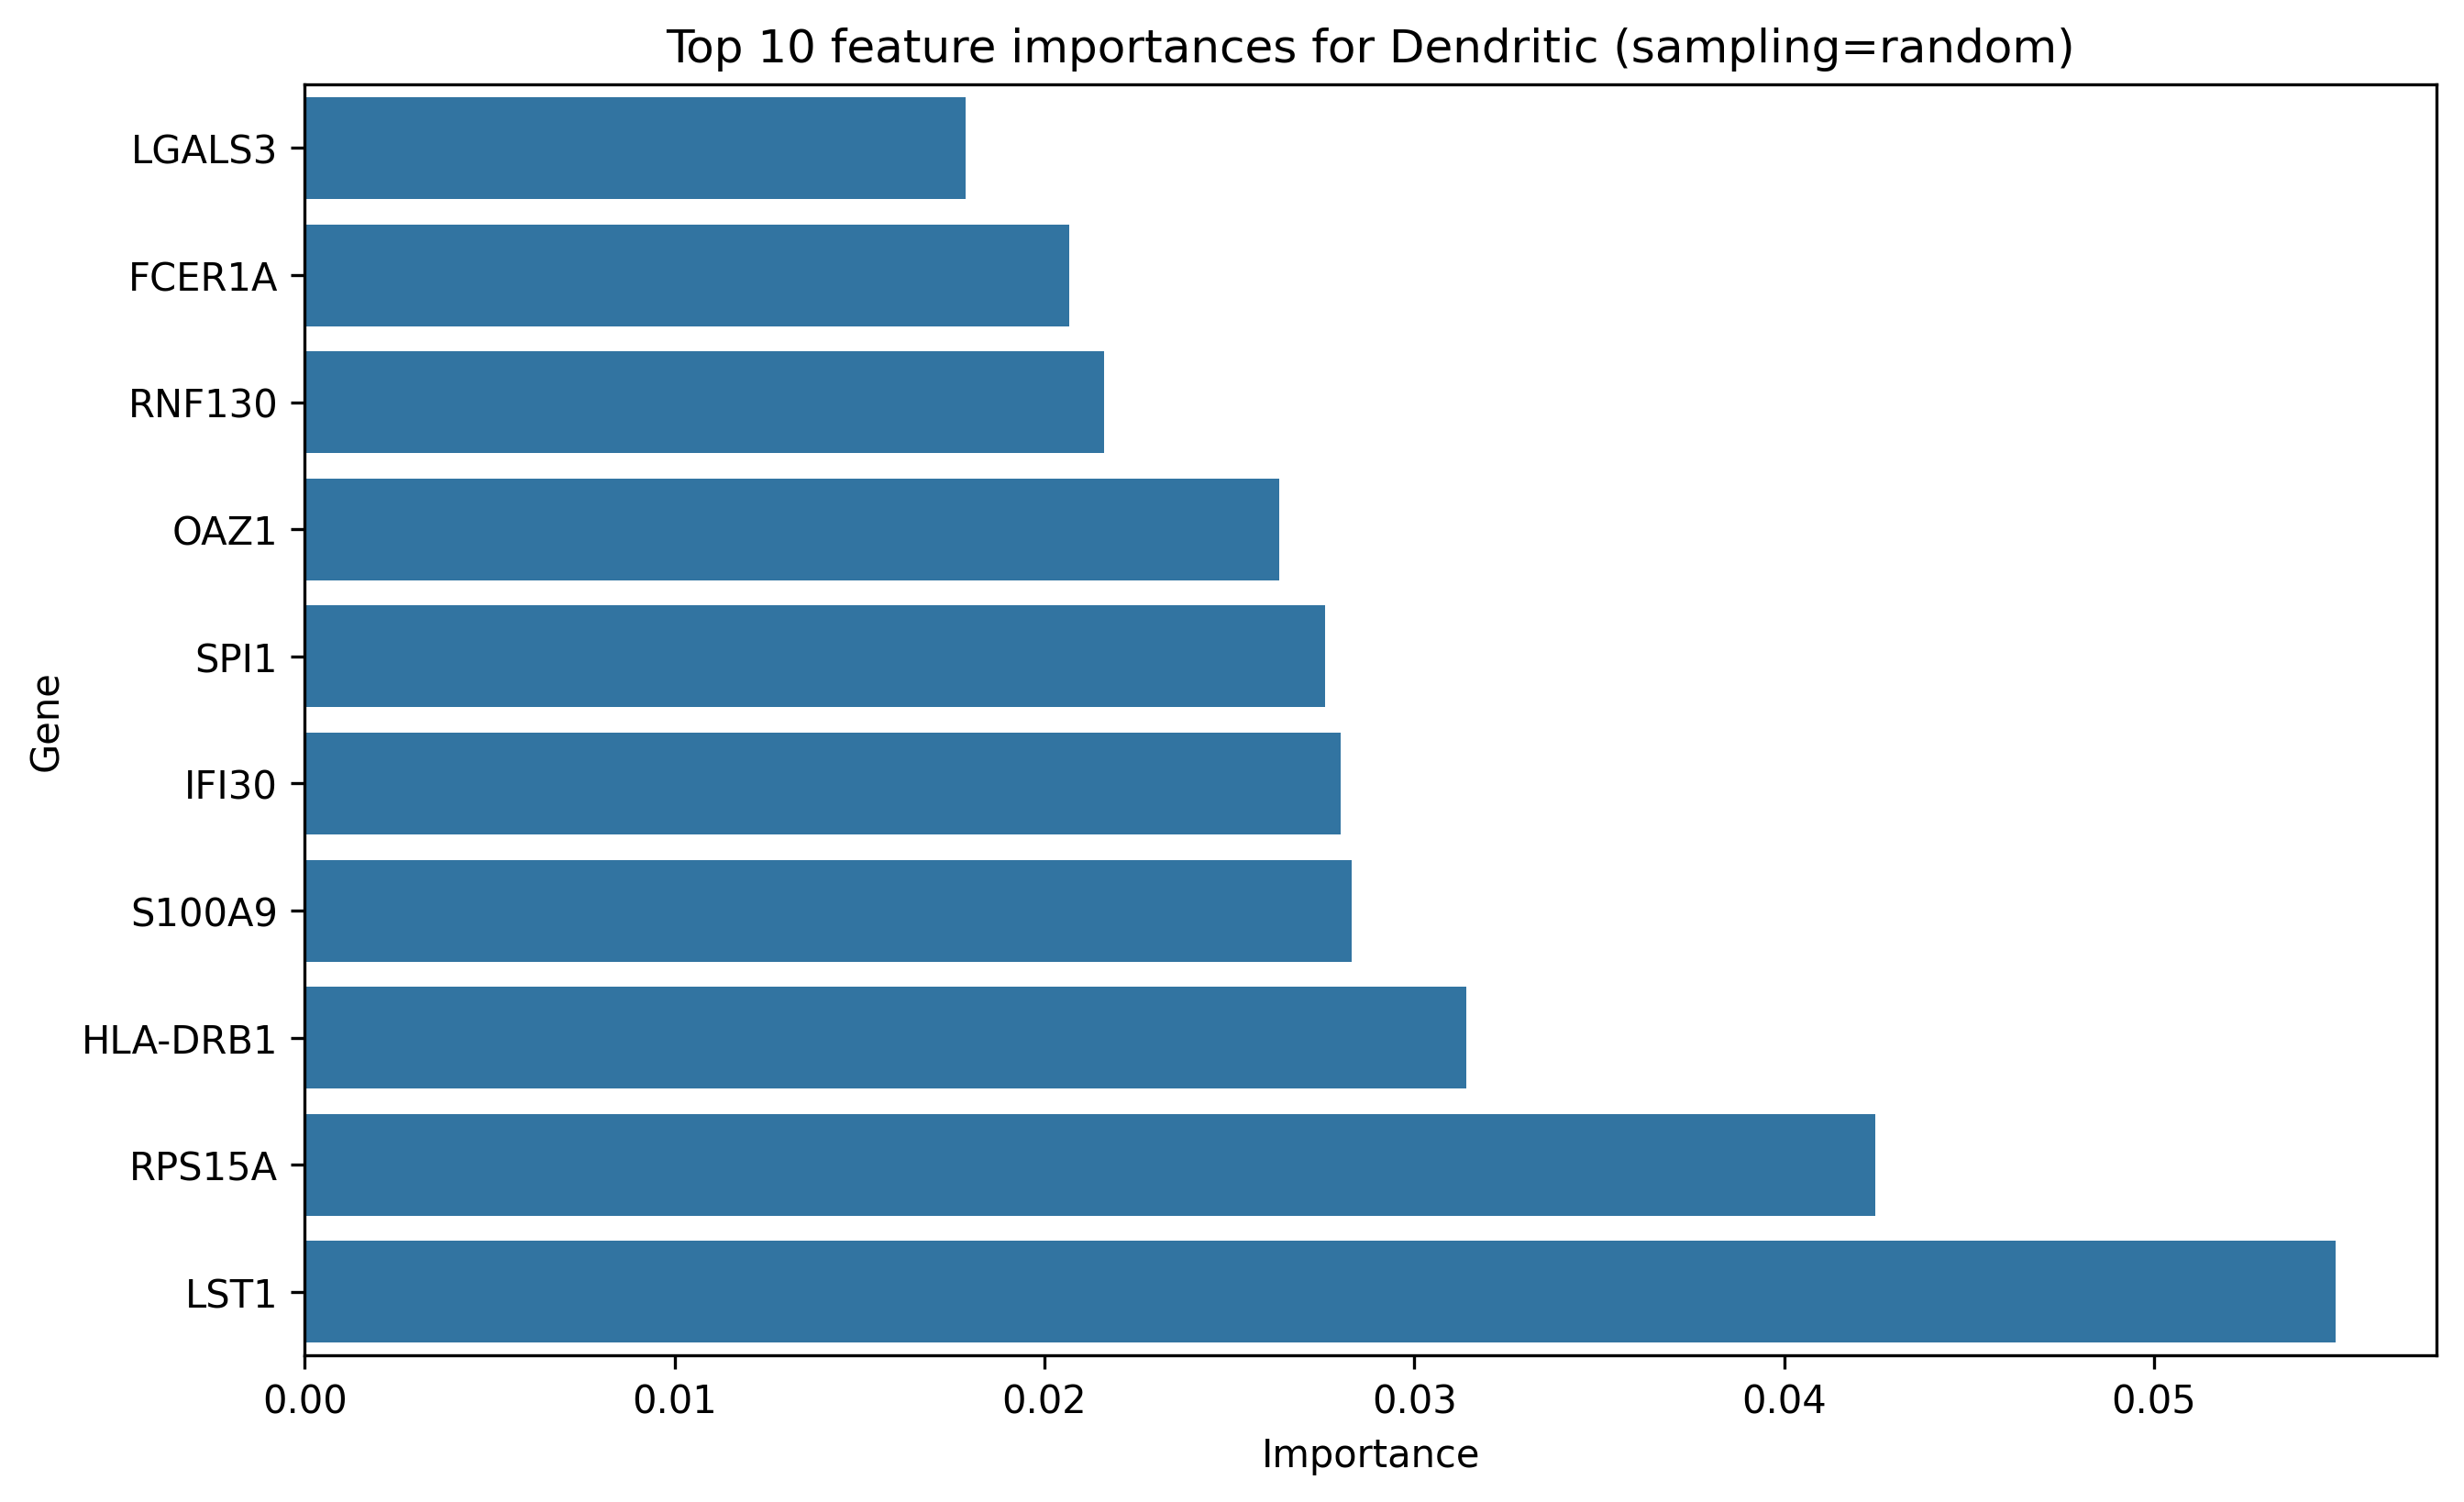 Top 10 feature importances for Dendritic (sampling=random)
LGALS3
FCER1A
RNF130
OAZ1
SPI1
IFI30
S100A9
HLA-DRB1
RPS15A
LST1
Gene
0.00 0.01 0.02 0.03 0.04 0.05
Importance